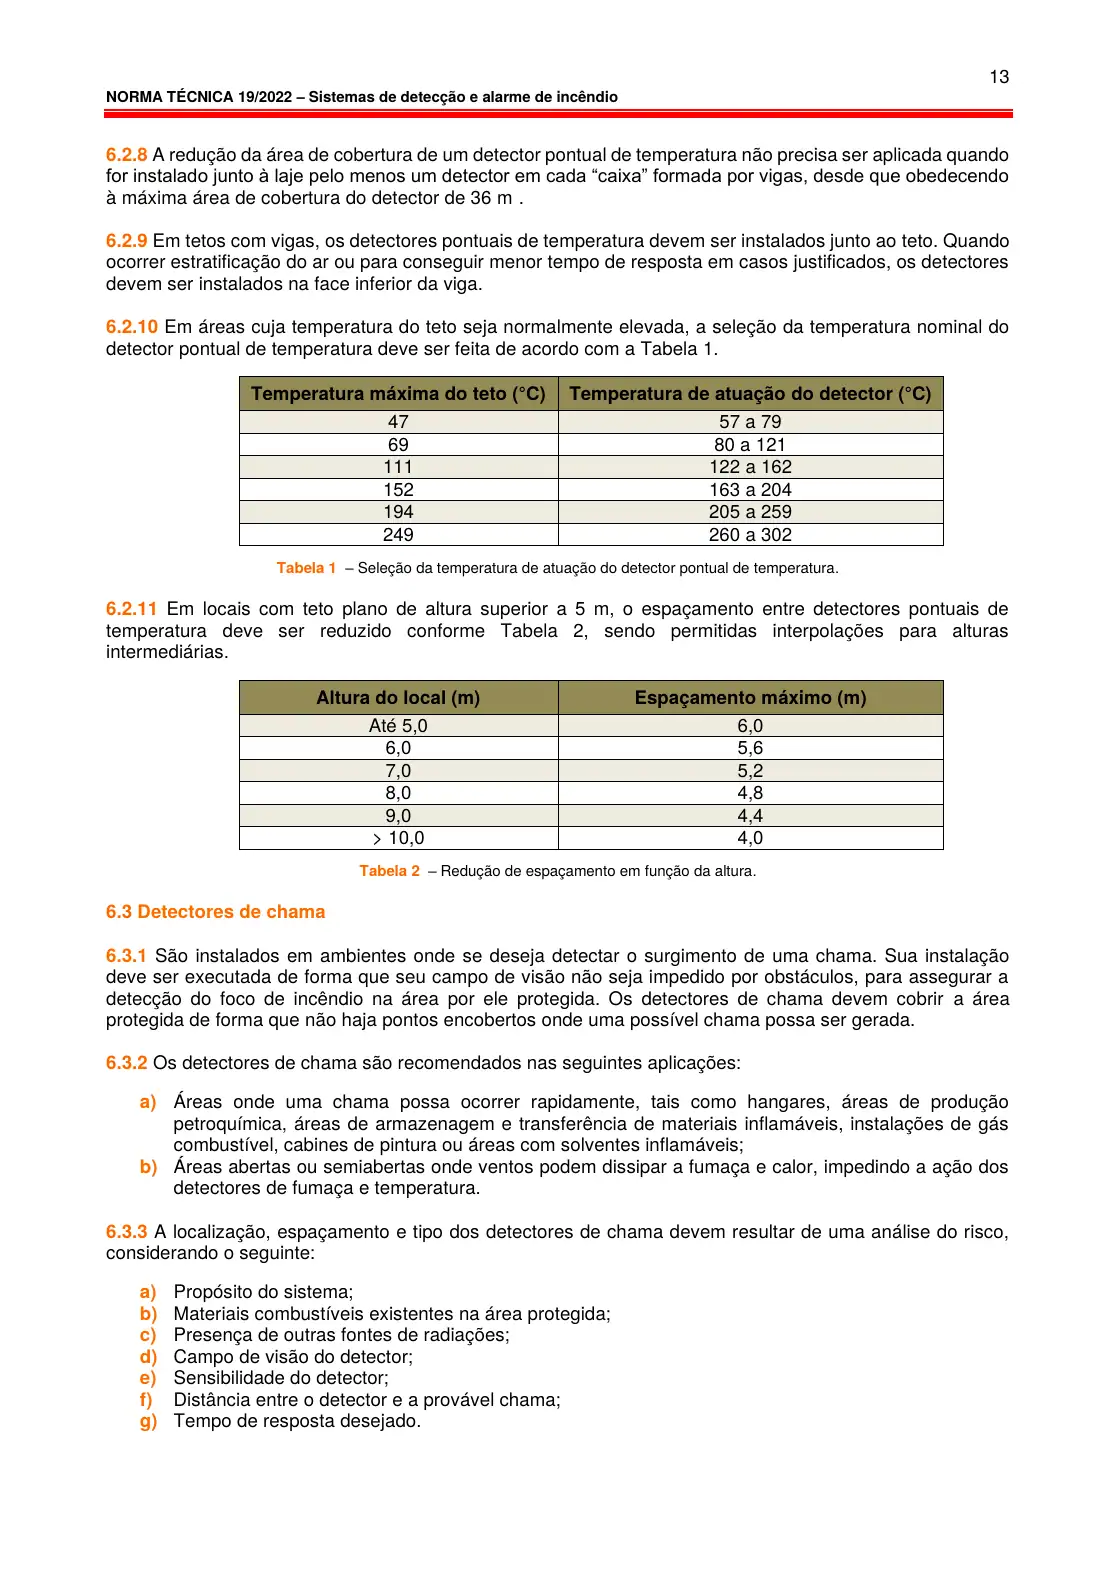 13
NORMA TÉCNICA 19/2022 – Sistemas de detecção e alarme de incêndio
6.2.8 A redução da área de cobertura de um detector pontual de temperatura não precisa ser aplicada quando
for instalado junto à laje pelo menos um detector em cada “caixa” formada por vigas, desde que obedecendo
à máxima área de cobertura do detector de 36 m .
6.2.9 Em tetos com vigas, os detectores pontuais de temperatura devem ser instalados junto ao teto. Quando
ocorrer estratificação do ar ou para conseguir menor tempo de resposta em casos justificados, os detectores
devem ser instalados na face inferior da viga.
6.2.10 Em áreas cuja temperatura do teto seja normalmente elevada, a seleção da temperatura nominal do
detector pontual de temperatura deve ser feita de acordo com a Tabela 1.
Temperatura máxima do teto (°C) Temperatura de atuação do detector (°C)
47 57 a 79
69 80 a 121
111 122 a 162
152 163 a 204
194 205 a 259
249 260 a 302
Tabela 1 – Seleção da temperatura de atuação do detector pontual de temperatura.
6.2.11 Em locais com teto plano de altura superior a 5 m, o espaçamento entre detectores pontuais de
temperatura deve ser reduzido conforme Tabela 2, sendo permitidas interpolações para alturas
intermediárias.
Altura do local (m) Espaçamento máximo (m)
Até 5,0 6,0
6,0 5,6
7,0 5,2
8,0 4,8
9,0 4,4
> 10,0 4,0
Tabela 2 – Redução de espaçamento em função da altura.
6.3 Detectores de chama
6.3.1 São instalados em ambientes onde se deseja detectar o surgimento de uma chama. Sua instalação
deve ser executada de forma que seu campo de visão não seja impedido por obstáculos, para assegurar a
detecção do foco de incêndio na área por ele protegida. Os detectores de chama devem cobrir a área
protegida de forma que não haja pontos encobertos onde uma possível chama possa ser gerada.
6.3.2 Os detectores de chama são recomendados nas seguintes aplicações:
a) Áreas onde uma chama possa ocorrer rapidamente, tais como hangares, áreas de produção
petroquímica, áreas de armazenagem e transferência de materiais inflamáveis, instalações de gás
combustível, cabines de pintura ou áreas com solventes inflamáveis;
b) Áreas abertas ou semiabertas onde ventos podem dissipar a fumaça e calor, impedindo a ação dos
detectores de fumaça e temperatura.
6.3.3 A localização, espaçamento e tipo dos detectores de chama devem resultar de uma análise do risco,
considerando o seguinte:
a) Propósito do sistema;
b) Materiais combustíveis existentes na área protegida;
c) Presença de outras fontes de radiações;
d) Campo de visão do detector;
e) Sensibilidade do detector;
f) Distância entre o detector e a provável chama;
g) Tempo de resposta desejado.